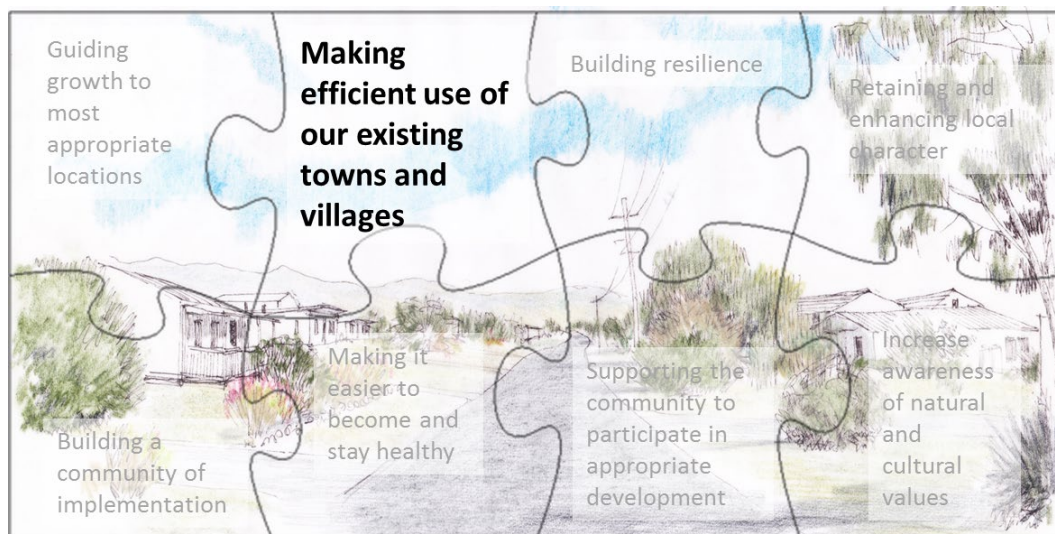 Guiding
growth to
most
appropriate
locations
Making
efficient use of
our existing
towns and
villages
Building resilience
Retaining and
enhancing local
character
Building a
community of
implementation
Making it
easier to
become and
stay healthy
Supporting the
community to
participate in
appropriate
development
Increase
awareness
of natural
and
cultural
values